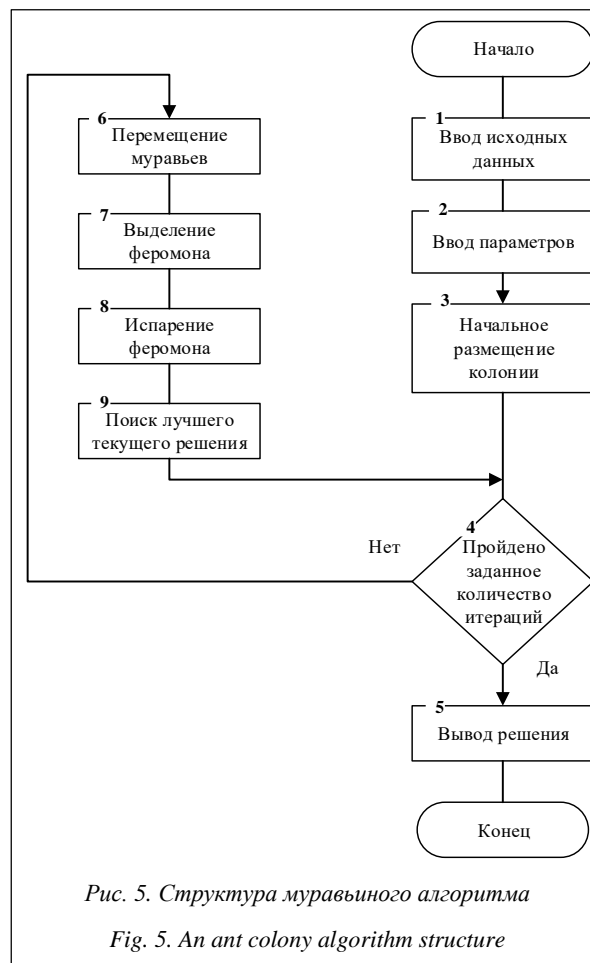 Начало
1
Ввод исходных
данных
2
Ввод параметров
3
Начальное
размещение
колонии
4
Пройдено
заданное
количество
итераций
Нет
Да
5
Вывод решения
Конец
6
Перемещение
муравьев
7
Выделение
феромона
8
Испарение
феромона
9
Поиск лучшего
текущего решения
Рис. 5. Структура муравьиного алгоритма
Fig. 5. An ant colony algorithm structure